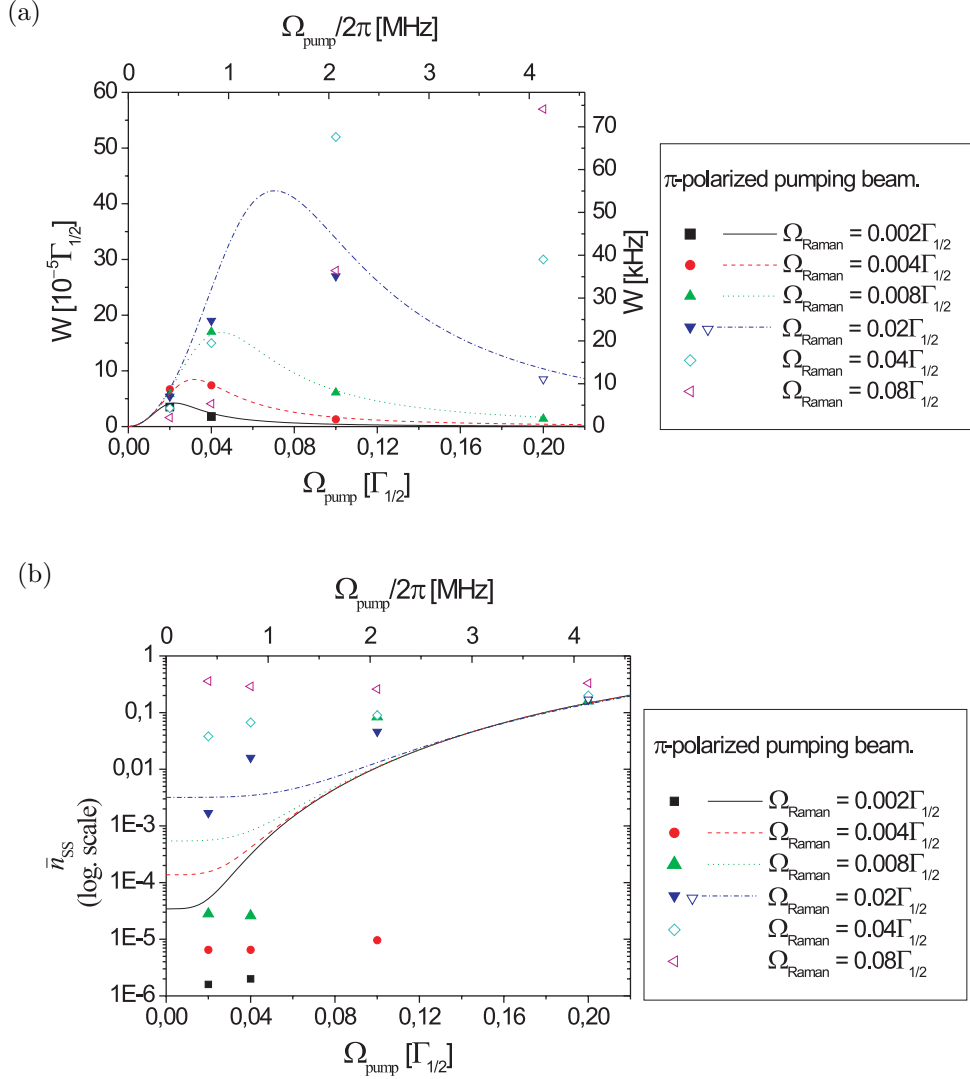 (a)
Ω_pump/2π [MHz]
0 1 2 3 4
60
50
40
30
20
10
0
W [10⁻⁵Γ_1/2]
70
60
50
40
30
20
10
0
W [kHz]
0,00 0,04 0,08 0,12 0,16 0,20
Ω_pump [Γ_1/2]
π-polarized pumping beam.
Ω_Raman = 0.002Γ_1/2
Ω_Raman = 0.004Γ_1/2
Ω_Raman = 0.008Γ_1/2
Ω_Raman = 0.02Γ_1/2
Ω_Raman = 0.04Γ_1/2
Ω_Raman = 0.08Γ_1/2
(b)
Ω_pump/2π [MHz]
0 1 2 3 4
1
0,1
0,01
1E-3
1E-4
1E-5
1E-6
n̄_SS
(log. scale)
0,00 0,04 0,08 0,12 0,16 0,20
Ω_pump [Γ_1/2]
π-polarized pumping beam.
Ω_Raman = 0.002Γ_1/2
Ω_Raman = 0.004Γ_1/2
Ω_Raman = 0.008Γ_1/2
Ω_Raman = 0.02Γ_1/2
Ω_Raman = 0.04Γ_1/2
Ω_Raman = 0.08Γ_1/2